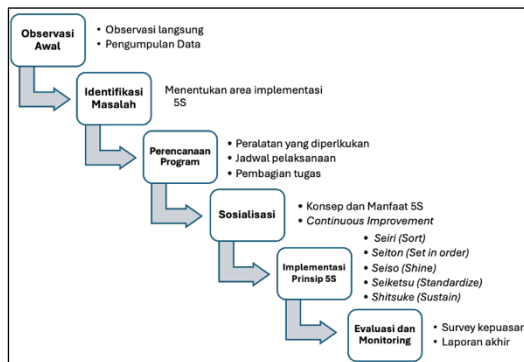 Observasi
Awal
• Observasi langsung
• Pengumpulan Data
Identifikasi
Masalah
Menentukan area implementasi
5S
Perencanaan
Program
• Peralatan yang diperlkukan
• Jadwal pelaksanaan
• Pembagian tugas
Sosialisasi
• Konsep dan Manfaat 5S
• Continuous Improvement
Implementasi
Prinsip 5S
• Seiri (Sort)
• Seiton (Set in order)
• Seiso (Shine)
• Seiketsu (Standardize)
• Shitsuke (Sustain)
Evaluasi dan
Monitoring
• Survey kepuasan
• Laporan akhir